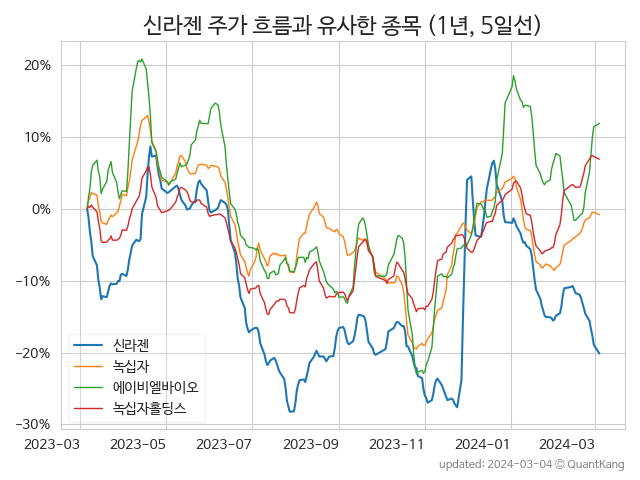 신라젠 주가 흐름과 유사한 종목 (1년, 5일선)
20%
10%
0%
−10%
−20%
−30%
신라젠
녹십자
에이비엘바이오
녹십자홀딩스
2023-03 2023-05 2023-07 2023-09 2023-11 2024-01 2024-03
updated: 2024-03-04 © QuantKang